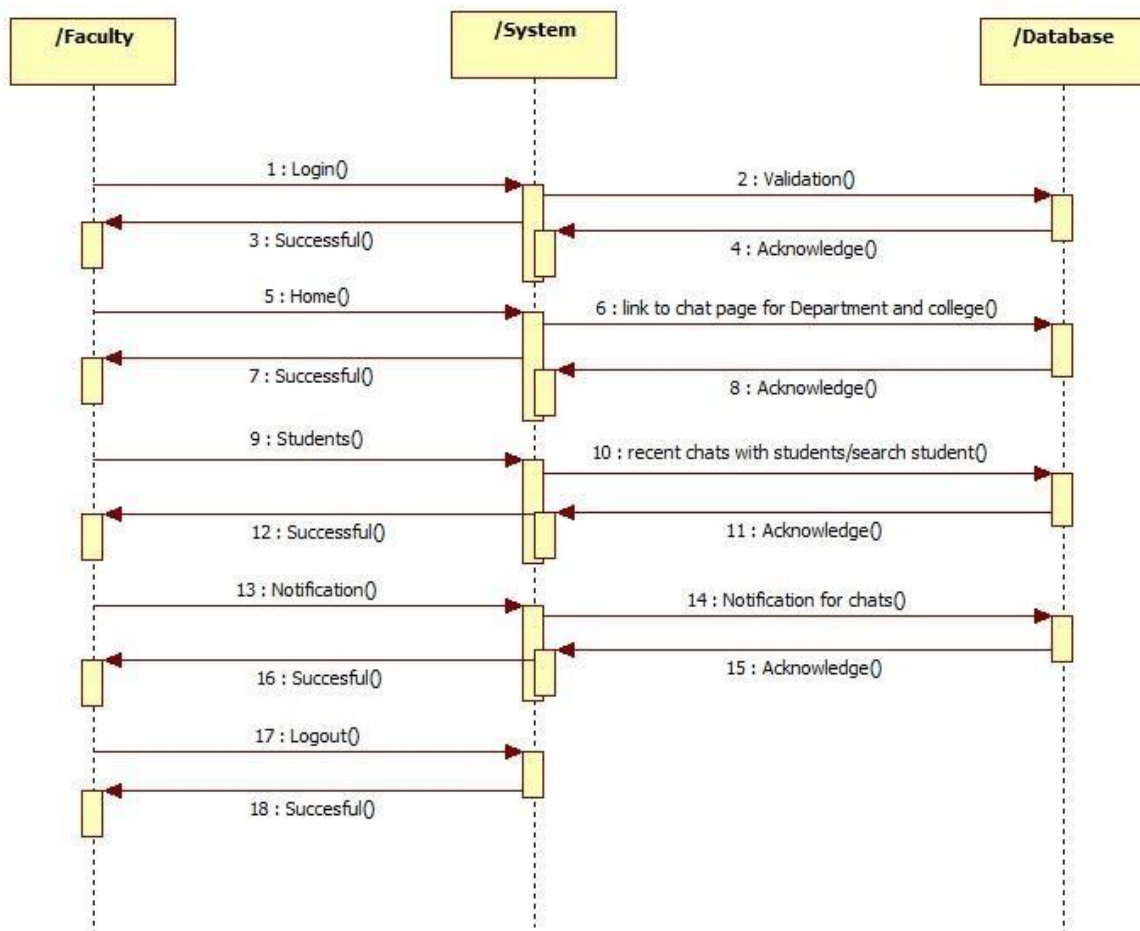 /Faculty
/System
/Database
1 : Login()
2 : Validation()
3 : Successful()
4 : Acknowledge()
5 : Home()
6 : link to chat page for Department and college()
7 : Successful()
8 : Acknowledge()
9 : Students()
10 : recent chats with students/search student()
12 : Successful()
11 : Acknowledge()
13 : Notification()
14 : Notification for chats()
16 : Succesful()
15 : Acknowledge()
17 : Logout()
18 : Succesful()